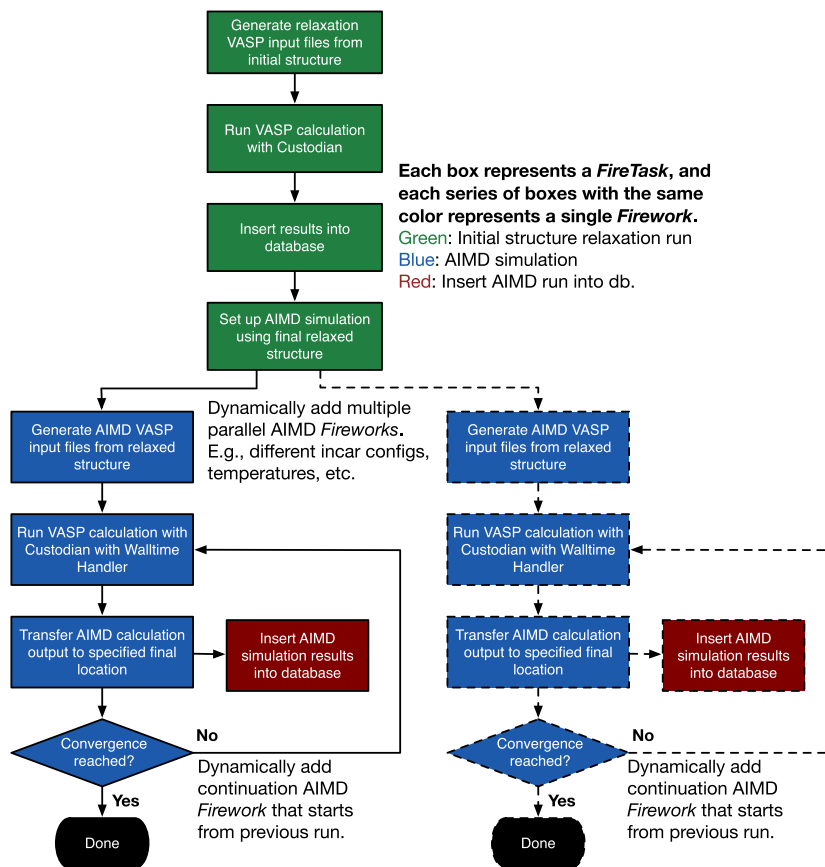 Generate relaxation
VASP input files from
initial structure
Run VASP calculation
with Custodian
Each box represents a FireTask, and
each series of boxes with the same
color represents a single Firework.
Green: Initial structure relaxation run
Blue: AIMD simulation
Red: Insert AIMD run into db.
Insert results into
database
Set up AIMD simulation
using final relaxed
structure
Dynamically add multiple
parallel AIMD Fireworks.
E.g., different incar configs,
temperatures, etc.
Generate AIMD VASP
input files from relaxed
structure
Run VASP calculation with
Custodian with Walltime
Handler
Transfer AIMD calculation
output to specified final
location
Insert AIMD
simulation results
into database
Convergence
reached?
No
Dynamically add
continuation AIMD
Firework that starts
from previous run.
Yes
Done
Generate AIMD VASP
input files from relaxed
structure
Run VASP calculation with
Custodian with Walltime
Handler
Transfer AIMD calculation
output to specified final
location
Insert AIMD
simulation results
into database
Convergence
reached?
No
Dynamically add
continuation AIMD
Firework that starts
from previous run.
Yes
Done